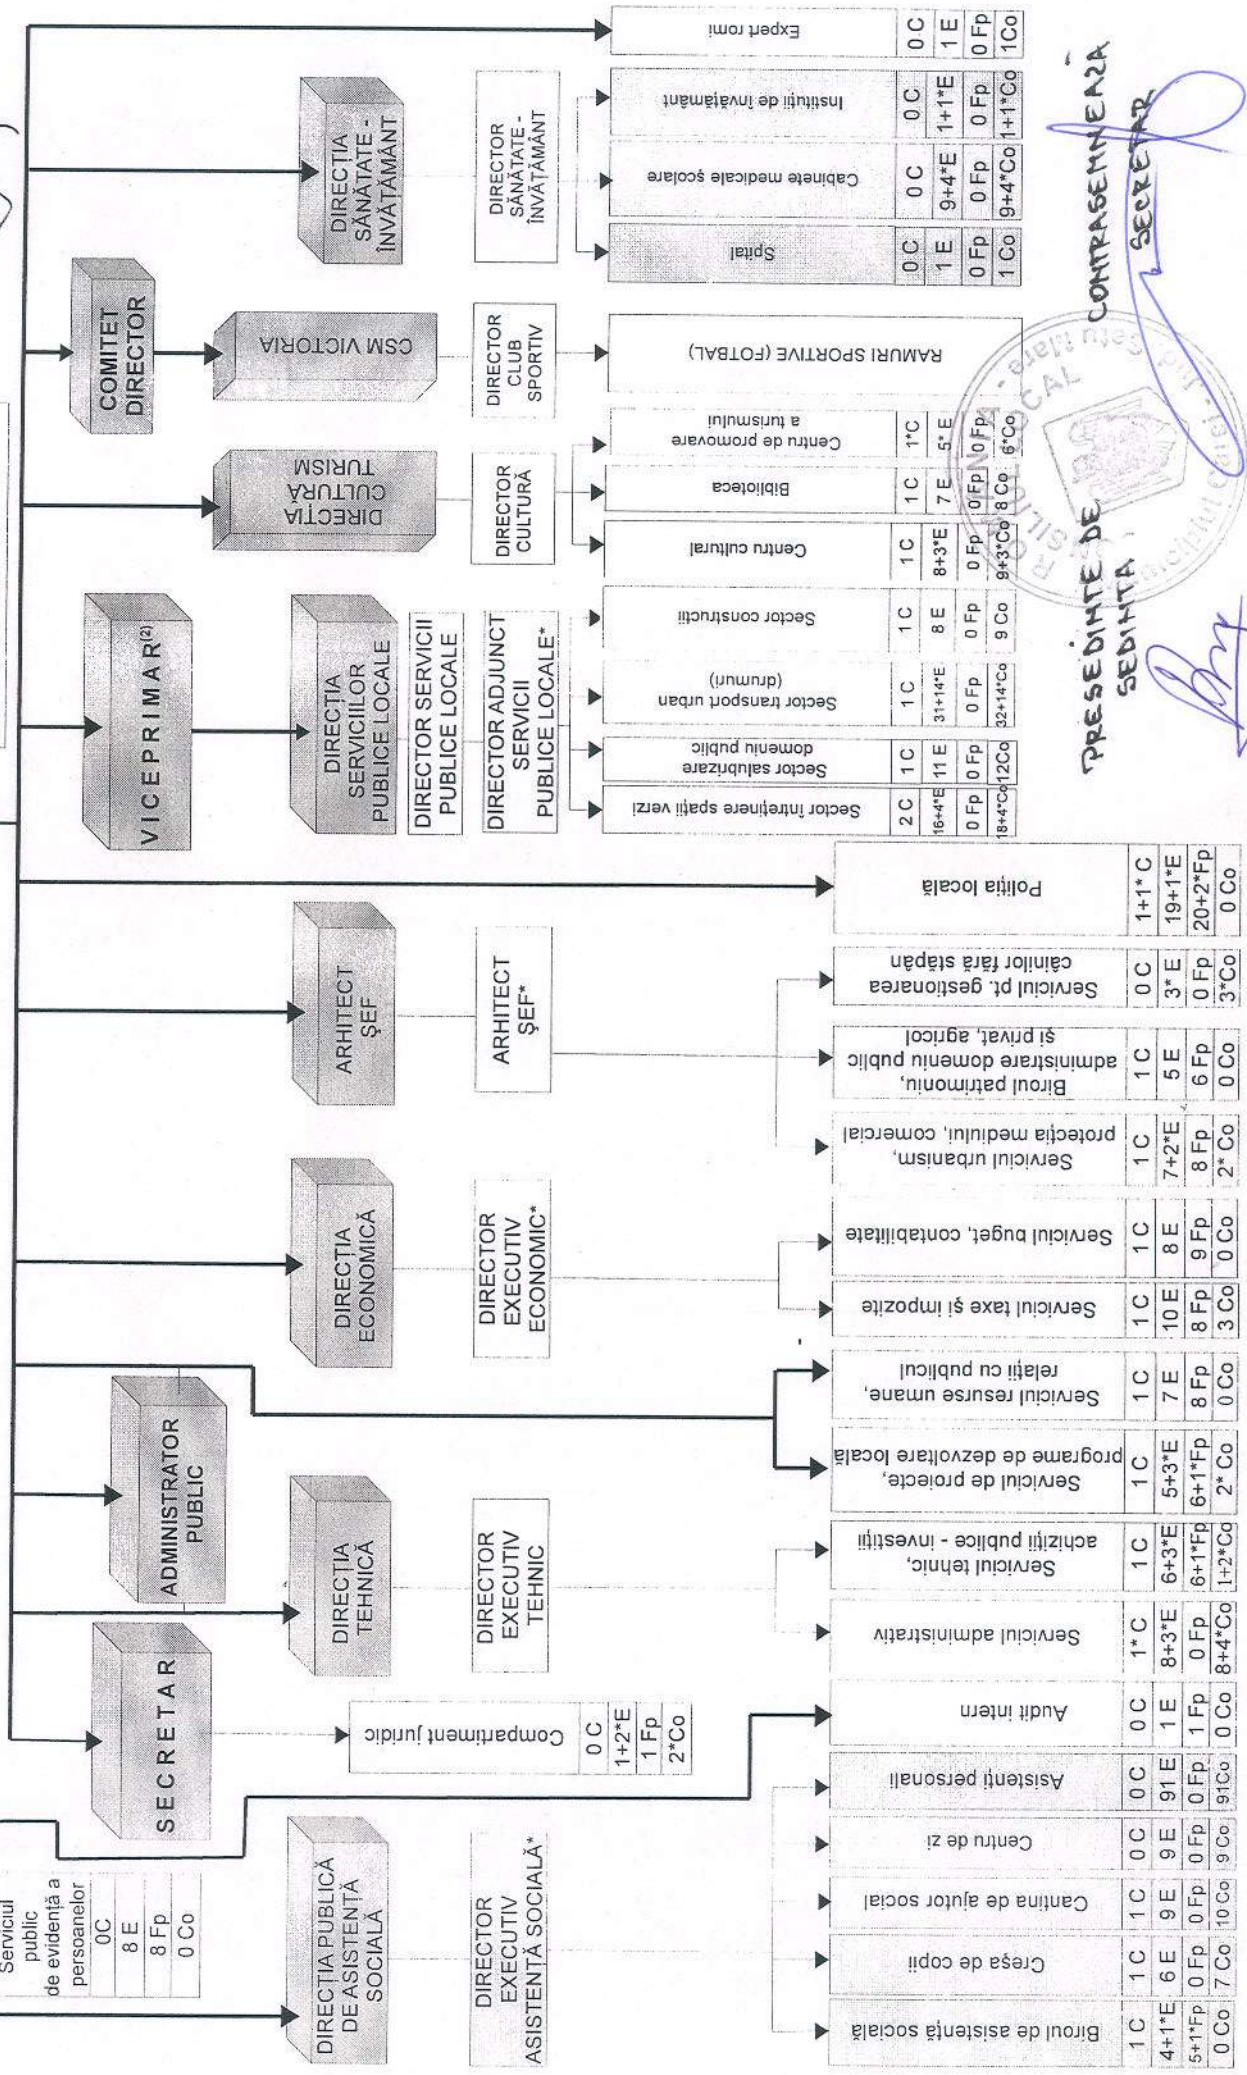 Serviciul
public
de evidență a
persoanelor
0C
8 E
8 Fp
0 Co
SECRETAR
ADMINISTRATOR
PUBLIC
VICEPRIMAR(2)
COMITET
DIRECTOR
DIRECȚIA PUBLICĂ
DE ASISTENȚĂ
SOCIALĂ
DIRECȚIA
TEHNICĂ
DIRECȚIA
ECONOMICĂ
ARHITECT
ȘEF
DIRECȚIA
SERVICIILOR
PUBLICE LOCALE
DIRECȚIA
CULTURĂ
TURISM
CSM VICTORIA
DIRECȚIA
SĂNĂTATE -
ÎNVĂȚĂMÂNT
Compartiment juridic
0 C
1+2*E
1 Fp
2*Co
DIRECTOR
EXECUTIV
ASISTENȚĂ SOCIALĂ*
DIRECTOR
EXECUTIV
TEHNIC
DIRECTOR
EXECUTIV
ECONOMIC*
ARHITECT
ȘEF*
DIRECTOR SERVICII
PUBLICE LOCALE
DIRECTOR ADJUNCT
SERVICII
PUBLICE LOCALE*
DIRECTOR
CULTURĂ
DIRECTOR
CLUB
SPORTIV
DIRECTOR
SĂNĂTATE -
ÎNVĂȚĂMÂNT
Biroul de asistență socială
1 C
4+1*E
5+1*Fp
0 Co
Creșa de copii
1 C
6 E
0 Fp
7 Co
Cantina de ajutor social
1 C
9 E
0 Fp
10 Co
Centru de zi
0 C
9 E
0 Fp
9 Co
Asistenți personali
0 C
91 E
0 Fp
91Co
Audit intern
0 C
1 E
1 Fp
0 Co
Serviciul administrativ
1* C
8+3*E
0 Fp
8+4*Co
Serviciul tehnic,
achiziții publice - investiții
1 C
6+3*E
6+1*Fp
1+2*Co
Serviciul de proiecte,
programe de dezvoltare locală
1 C
5+3*E
6+1*Fp
2* Co
Serviciul resurse umane,
relații cu publicul
1 C
7 E
8 Fp
0 Co
Serviciul taxe și impozite
1 C
10 E
8 Fp
3 Co
Serviciul buget, contabilitate
1 C
8 E
9 Fp
0 Co
Serviciul urbanism,
protecția mediului, comercial
1 C
7+2*E
8 Fp
2* Co
Biroul patrimoniu,
administrare domeniu public
și privat, agricol
1 C
5 E
6 Fp
0 Co
Serviciul pt. gestionarea
câinilor fără stăpân
0 C
3* E
0 Fp
3*Co
Poliția locală
1+1* C
19+1*E
20+2*Fp
0 Co
Sector întreținere spații verzi
2 C
16+4*E
0 Fp
18+4*Co
Sector salubrizare
domeniu public
1 C
11 E
0 Fp
12Co
Sector transport urban
(drumuri)
1 C
31+14*E
0 Fp
32+14*Co
Sector constructii
1 C
8 E
0 Fp
9 Co
Centru cultural
1 C
8+3*E
0 Fp
9+3*Co
Biblioteca
1 C
7 E
0 Fp
8 Co
Centru de promovare
a turismului
1*C
5* E
0 Fp
6*Co
RAMURI SPORTIVE (FOTBAL)
Spital
0 C
1 E
0 Fp
1 Co
Cabinete medicale școlare
0 C
9+4*E
0 Fp
9+4*Co
Instituții de învățământ
0 C
1+1*E
0 Fp
1+1*Co
Expert romi
0 C
1 E
0 Fp
1Co
PRESEDINTE DE
SEDINTA
CONTRASEMNEAZĂ
SECRETAR